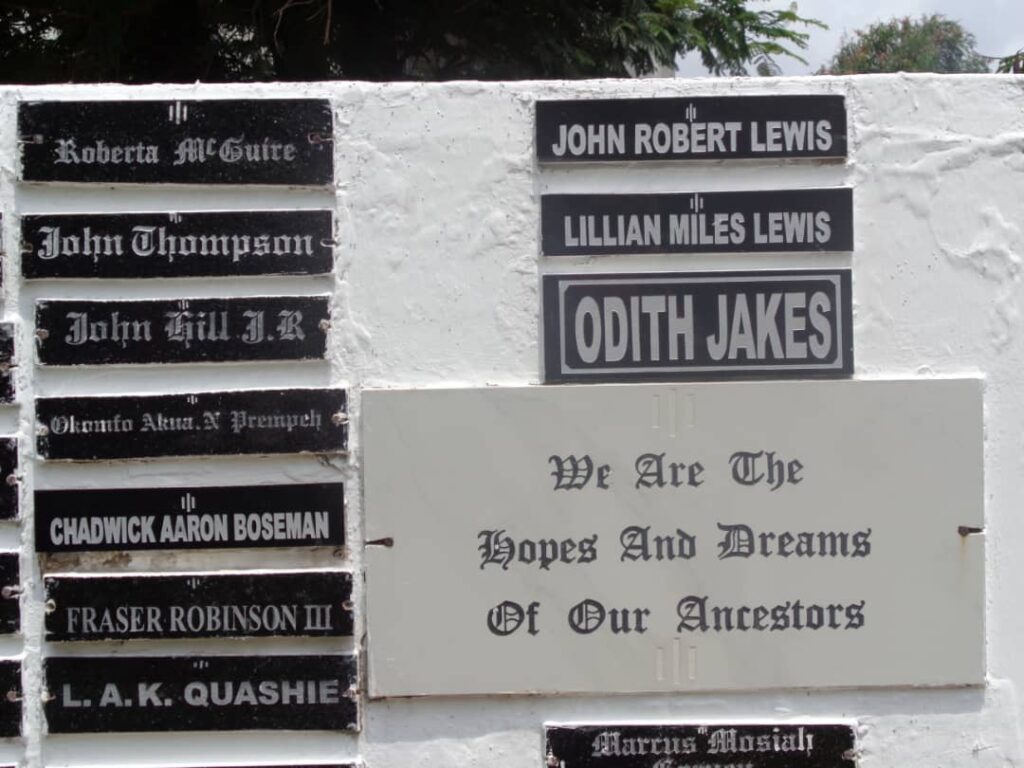 Roberta McGuire
John Thompson
John Hill J.R
Okomfo Akua.N Prempeh
CHADWICK AARON BOSEMAN
FRASER ROBINSON III
L. A. K. QUASHIE
JOHN ROBERT LEWIS
LILLIAN MILES LEWIS
ODITH JAKES
We Are The
Hopes And Dreams
Of Our Ancestors
Marcus Mosiah
Garvey